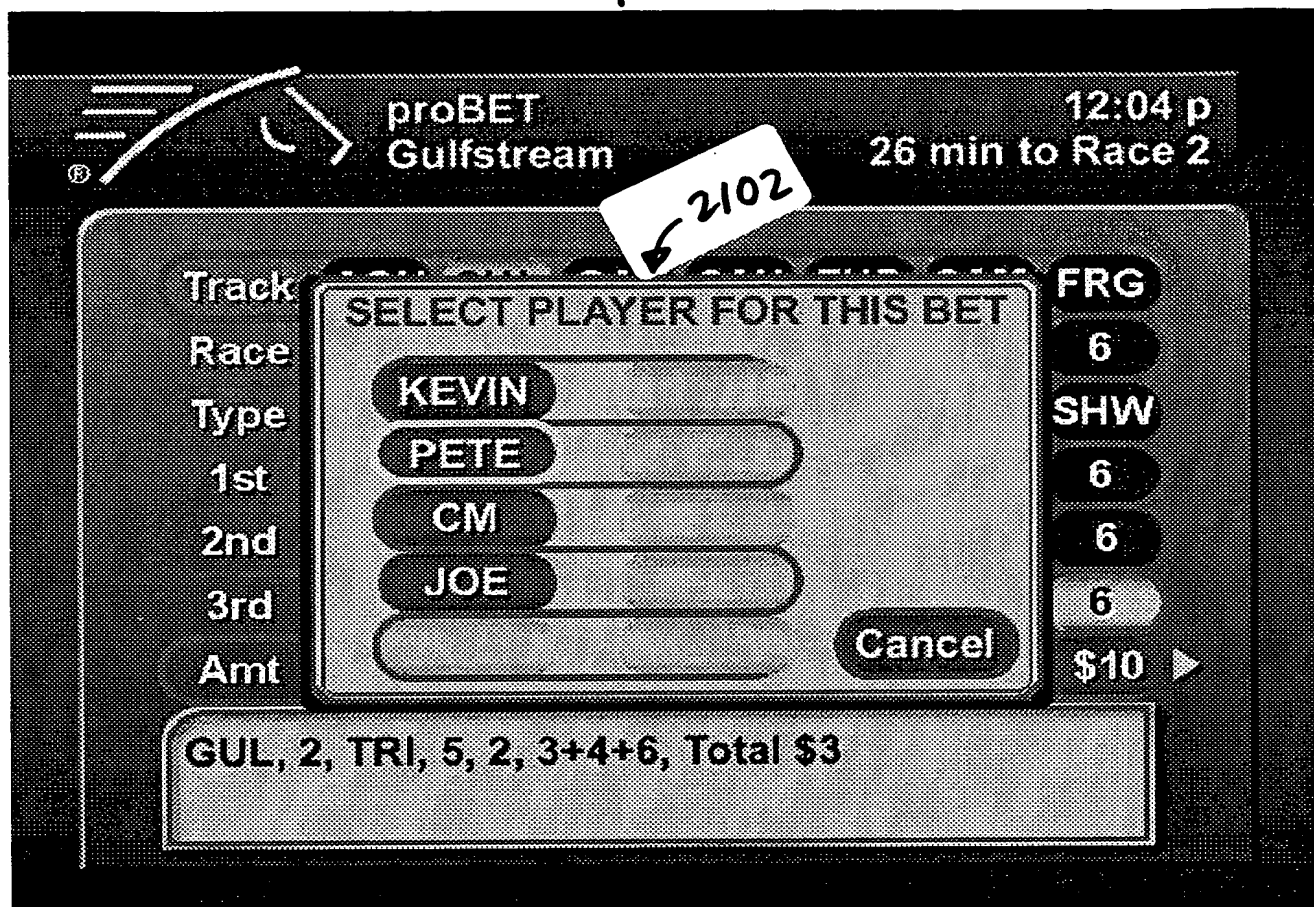 proBET
Gulfstream
12:04 p
26 min to Race 2
®
2102
Track FRG
SELECT PLAYER FOR THIS BET
Race 6
KEVIN
Type SHW
PETE
1st 6
CM
2nd 6
JOE
3rd 6
Cancel
Amt $10
GUL, 2, TRI, 5, 2, 3+4+6, Total $3